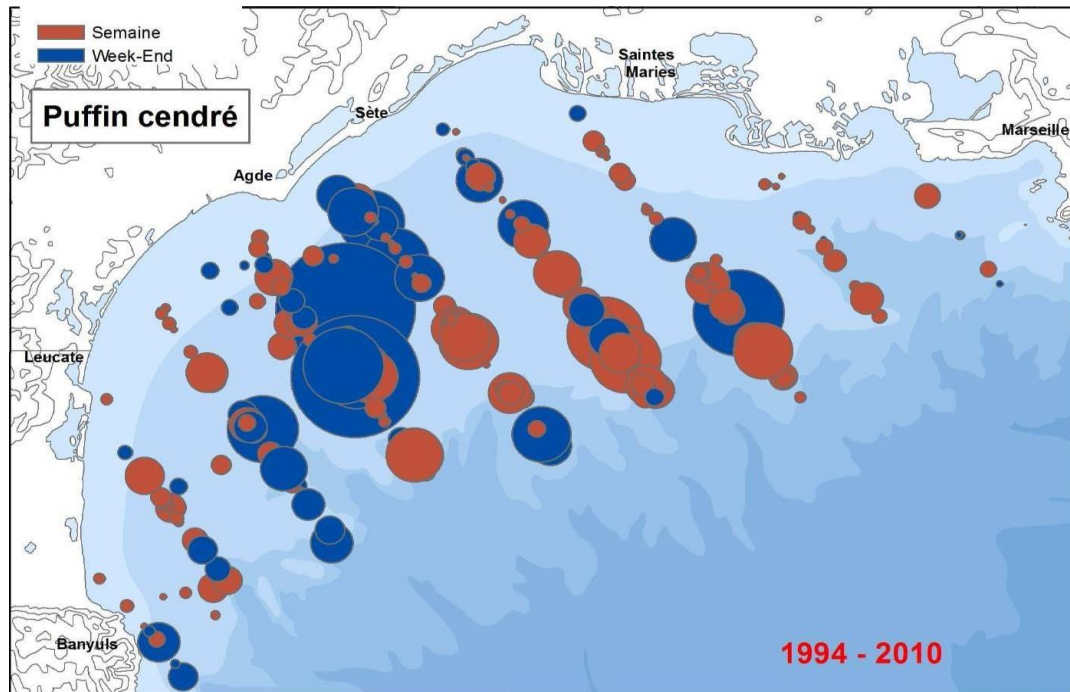 Semaine
Week-End
Puffin cendré
Saintes
Maries
Sète
Marseille
Agde
Leucate
Banyuls
1994 - 2010